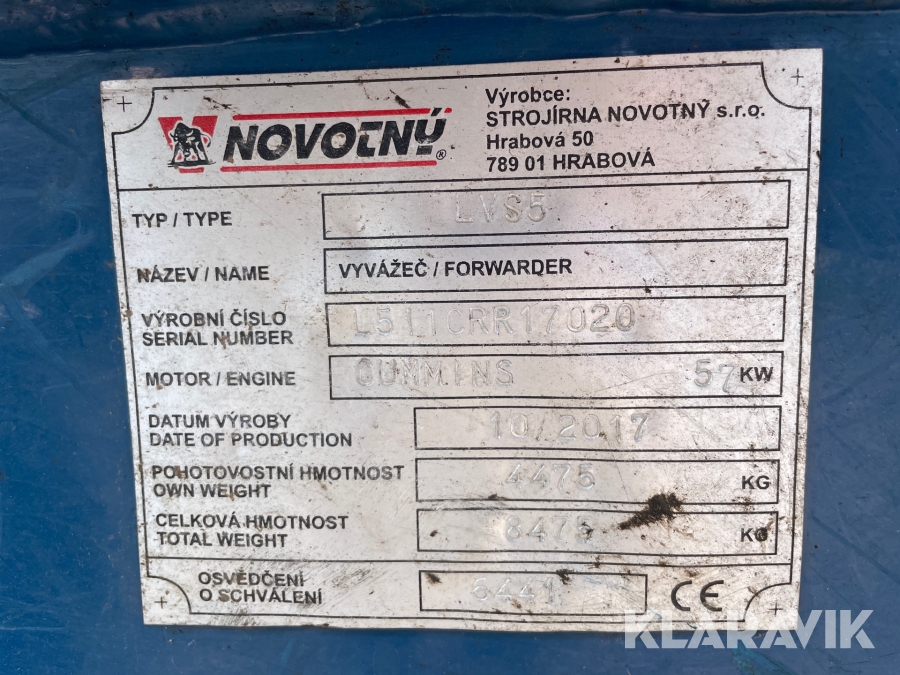 NOVOTNÝ®
Výrobce:
STROJÍRNA NOVOTNÝ s.r.o.
Hrabová 50
789 01 HRABOVÁ
TYP / TYPE
LVS5
NÁZEV / NAME
VYVÁŽEČ / FORWARDER
VÝROBNÍ ČÍSLO
SERIAL NUMBER
MOTOR / ENGINE
CUMMINS 57 KW
DATUM VÝROBY
DATE OF PRODUCTION
10/2017
POHOTOVOSTNÍ HMOTNOST
OWN WEIGHT
4475 KG
CELKOVÁ HMOTNOST
TOTAL WEIGHT
KG
OSVĚDČENÍ
O SCHVÁLENÍ
CE
KLARAVIK